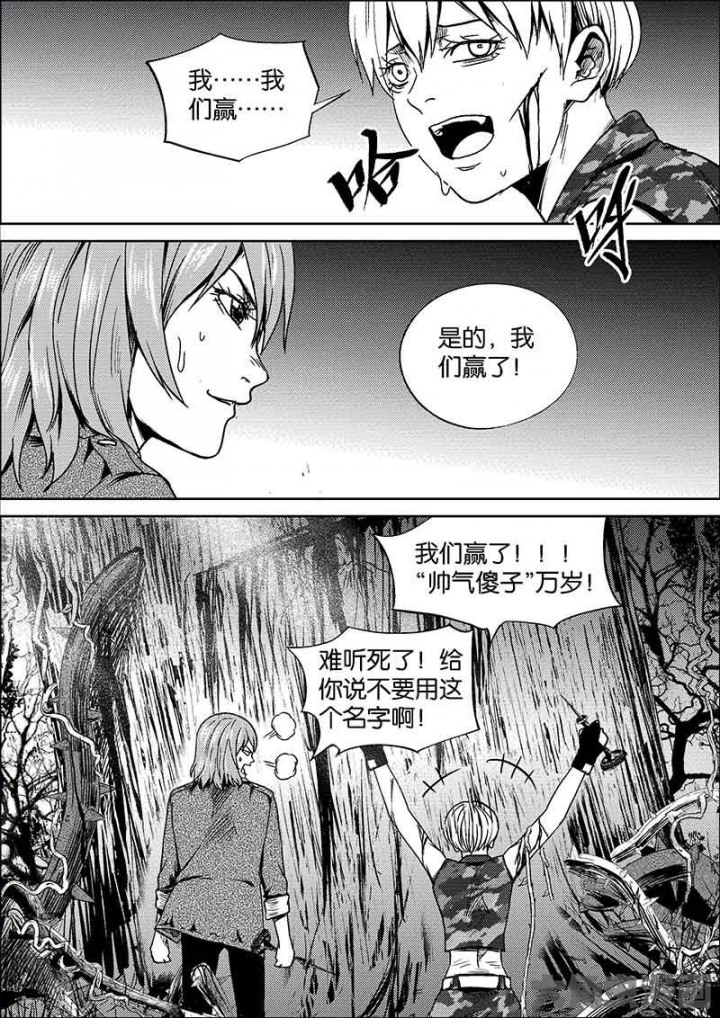 我……我
们赢……
哈
呀
是的，我
们赢了！
我们赢了！！！
“帅气傻子”万岁！
难听死了！给
你说不要用这
个名字啊！